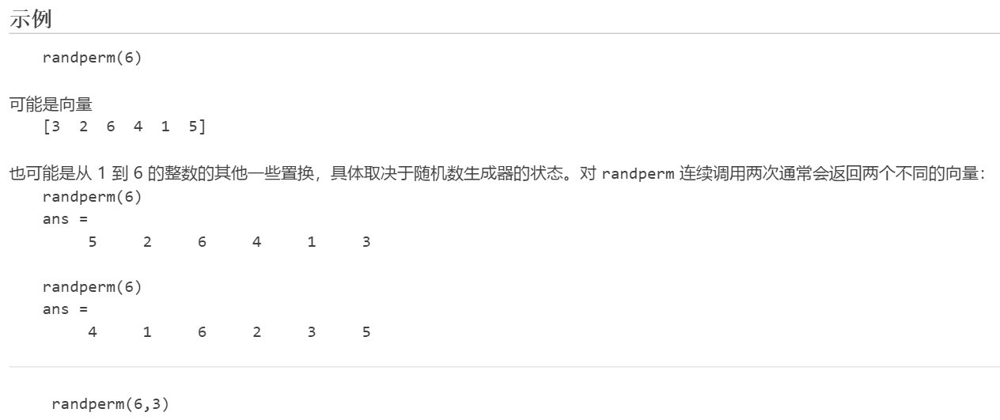 示例
randperm(6)
可能是向量
[3 2 6 4 1 5]
也可能是从 1 到 6 的整数的其他一些置换，具体取决于随机数生成器的状态。对 randperm 连续调用两次通常会返回两个不同的向量：
randperm(6)
ans =
5 2 6 4 1 3
randperm(6)
ans =
4 1 6 2 3 5
randperm(6,3)